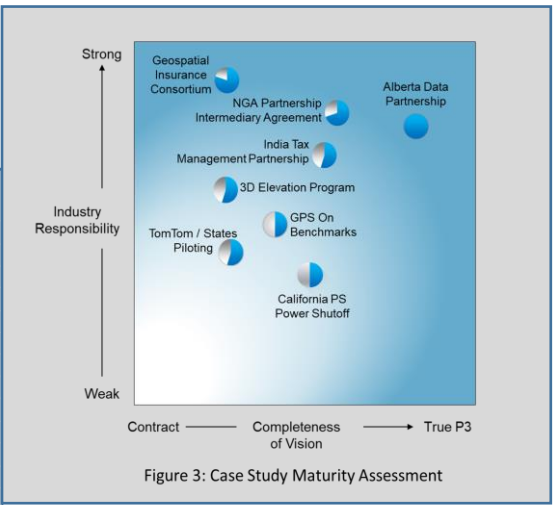 Strong
Geospatial
Insurance
Consortium
Alberta Data
Partnership
NGA Partnership
Intermediary Agreement
India Tax
Management Partnership
3D Elevation Program
Industry
Responsibility
GPS On
Benchmarks
TomTom / States
Piloting
California PS
Power Shutoff
Weak
Contract
Completeness
of Vision
True P3
Figure 3: Case Study Maturity Assessment